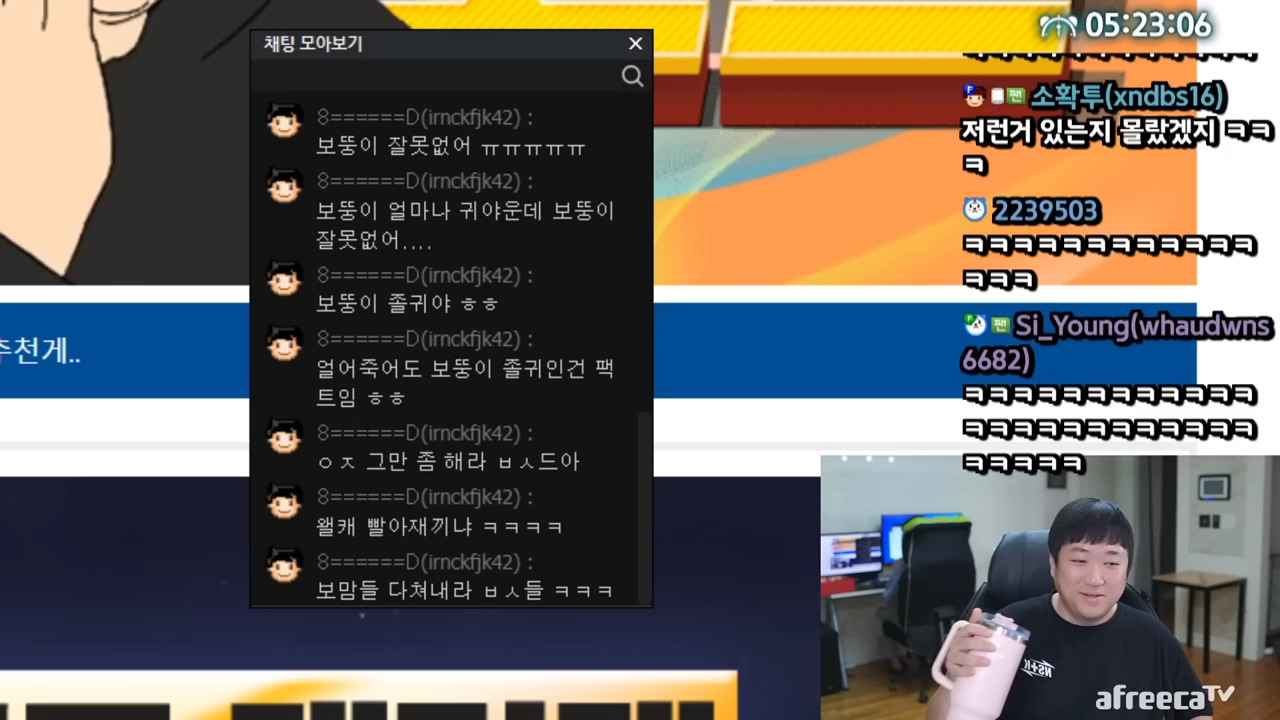 채팅 모아보기
8======D(irnckfjk42) :
보뚱이 잘못없어 ㅠㅠㅠㅠㅠ
8======D(irnckfjk42) :
보뚱이 얼마나 귀야운데 보뚱이
잘못없어....
8======D(irnckfjk42) :
보뚱이 졸귀야 ㅎㅎ
8======D(irnckfjk42) :
얼어죽어도 보뚱이 졸귀인건 팩
트임 ㅎㅎ
8======D(irnckfjk42) :
ㅇㅈ 그만 좀 해라 ㅂㅅ드아
8======D(irnckfjk42) :
왤캐 빨아재끼냐 ㅋㅋㅋㅋ
8======D(irnckfjk42) :
보맘들 다쳐내라 ㅂㅅ들 ㅋㅋㅋ
추천게..
05:23:06
소확투(xndbs16)
저런거 있는지 몰랐겠지 ㅋㅋ
ㅋ
2239503
ㅋㅋㅋㅋㅋㅋㅋㅋㅋㅋㅋㅋ
ㅋㅋㅋ
Si_Young(whaudwns
6682)
ㅋㅋㅋㅋㅋㅋㅋㅋㅋㅋㅋㅋ
ㅋㅋㅋㅋㅋㅋㅋㅋㅋㅋㅋㅋ
ㅋㅋㅋㅋㅋ
afreecaTV